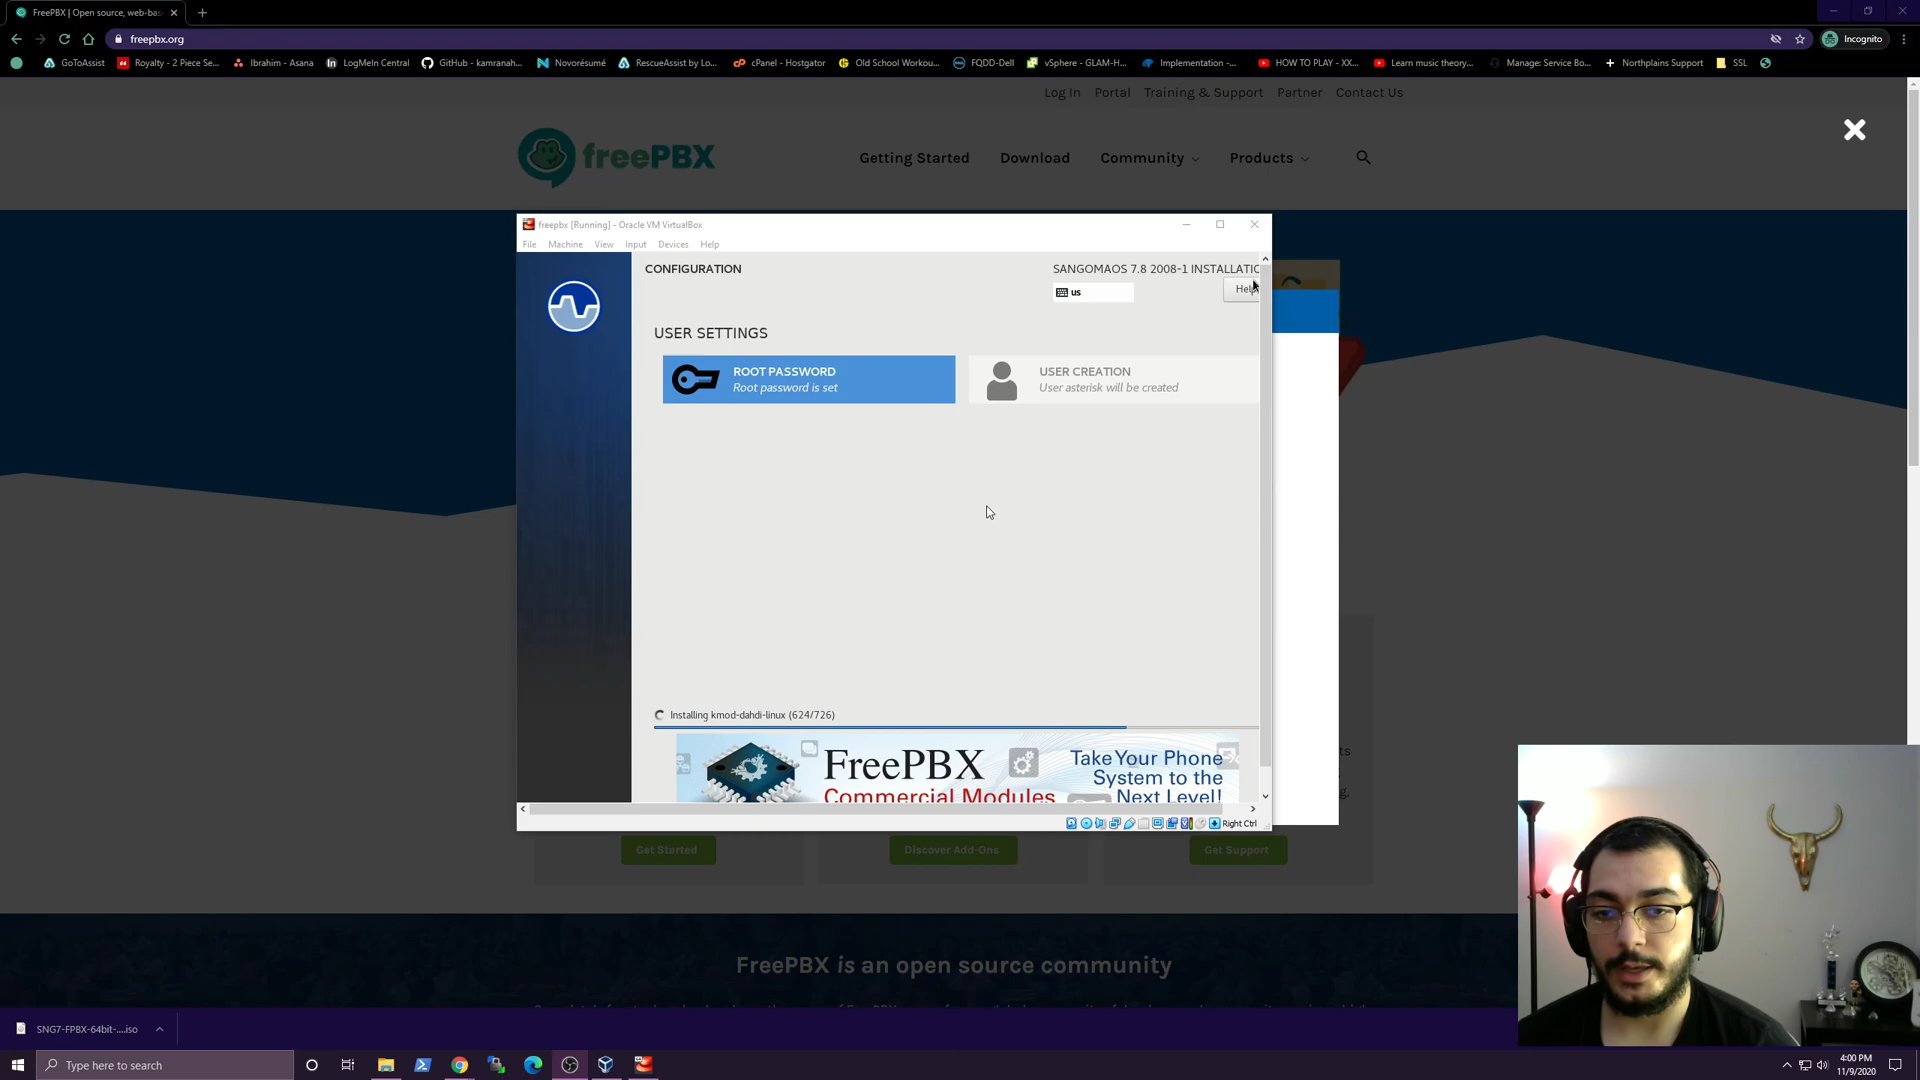 FreePBX | Open source, web-bas
freepbx.org
Incognito
GoToAssist
Royalty - 2 Piece Se...
Ibrahim - Asana
LogMeIn Central
GitHub - kamranah...
Novorésumé
RescueAssist by Lo...
cPanel - Hostgator
Old School Workou...
FQDD-Dell
vSphere - GLAM-H...
Implementation -...
HOW TO PLAY - XX...
Learn music theory...
Manage: Service Bo...
Northplains Support
SSL
Log In
Portal
Training & Support
Partner
Contact Us
freePBX
Getting Started
Download
Community
Products
freepbx [Running] - Oracle VM VirtualBox
File
Machine
View
Input
Devices
Help
CONFIGURATION
SANGOMAOS 7.8 2008-1 INSTALLATIO
us
Help
USER SETTINGS
ROOT PASSWORD
Root password is set
USER CREATION
User asterisk will be created
Installing kmod-dahdi-linux (624/726)
FreePBX
Commercial Modules
Take Your Phone
System to the
Next Level!
Right Ctrl
Get Started
Discover Add-Ons
Get Support
FreePBX is an open source community
SNG7-FPBX-64bit-....iso
Type here to search
4:00 PM
11/9/2020